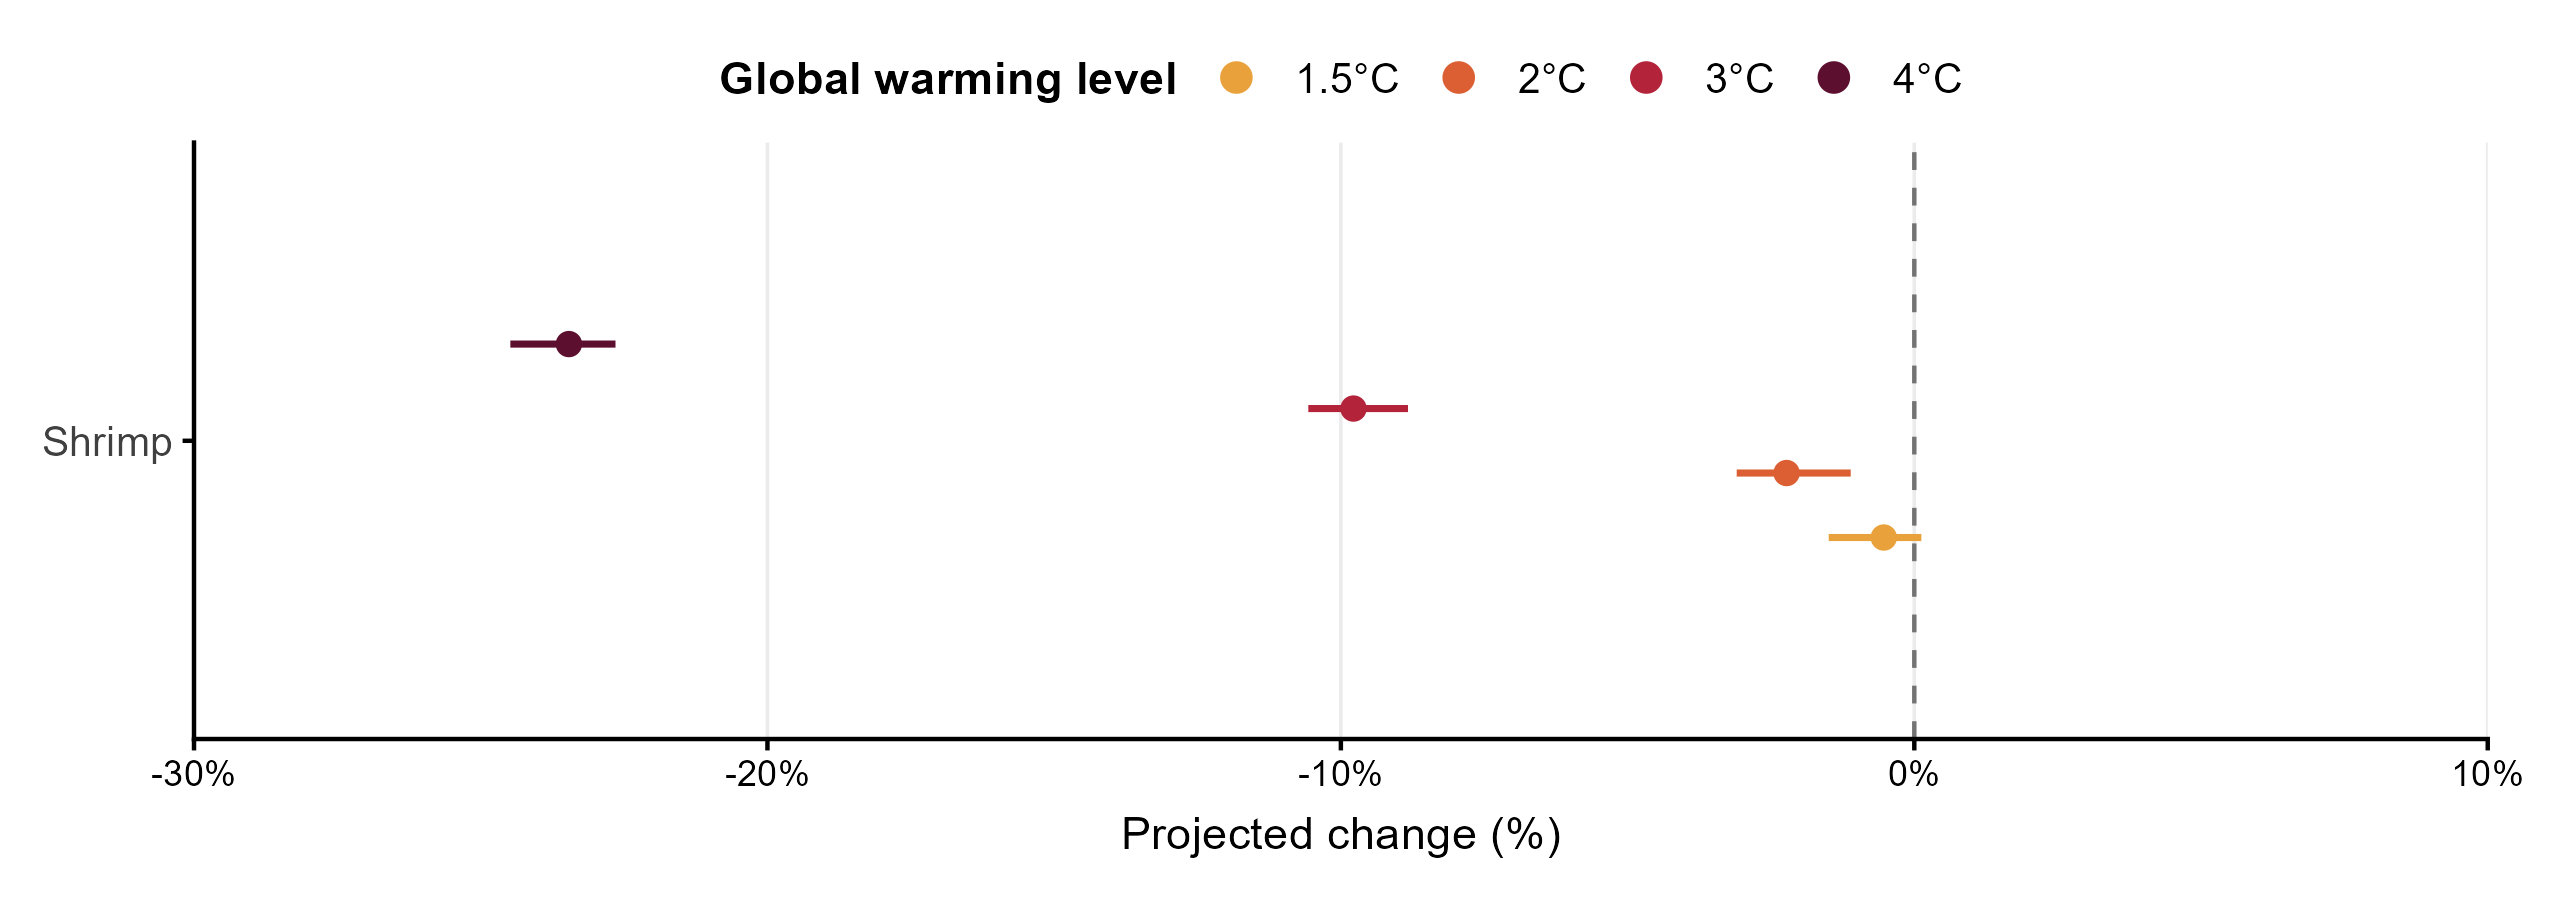 Global warming level 1.5°C 2°C 3°C 4°C
Shrimp
-30% -20% -10% 0% 10%
Projected change (%)